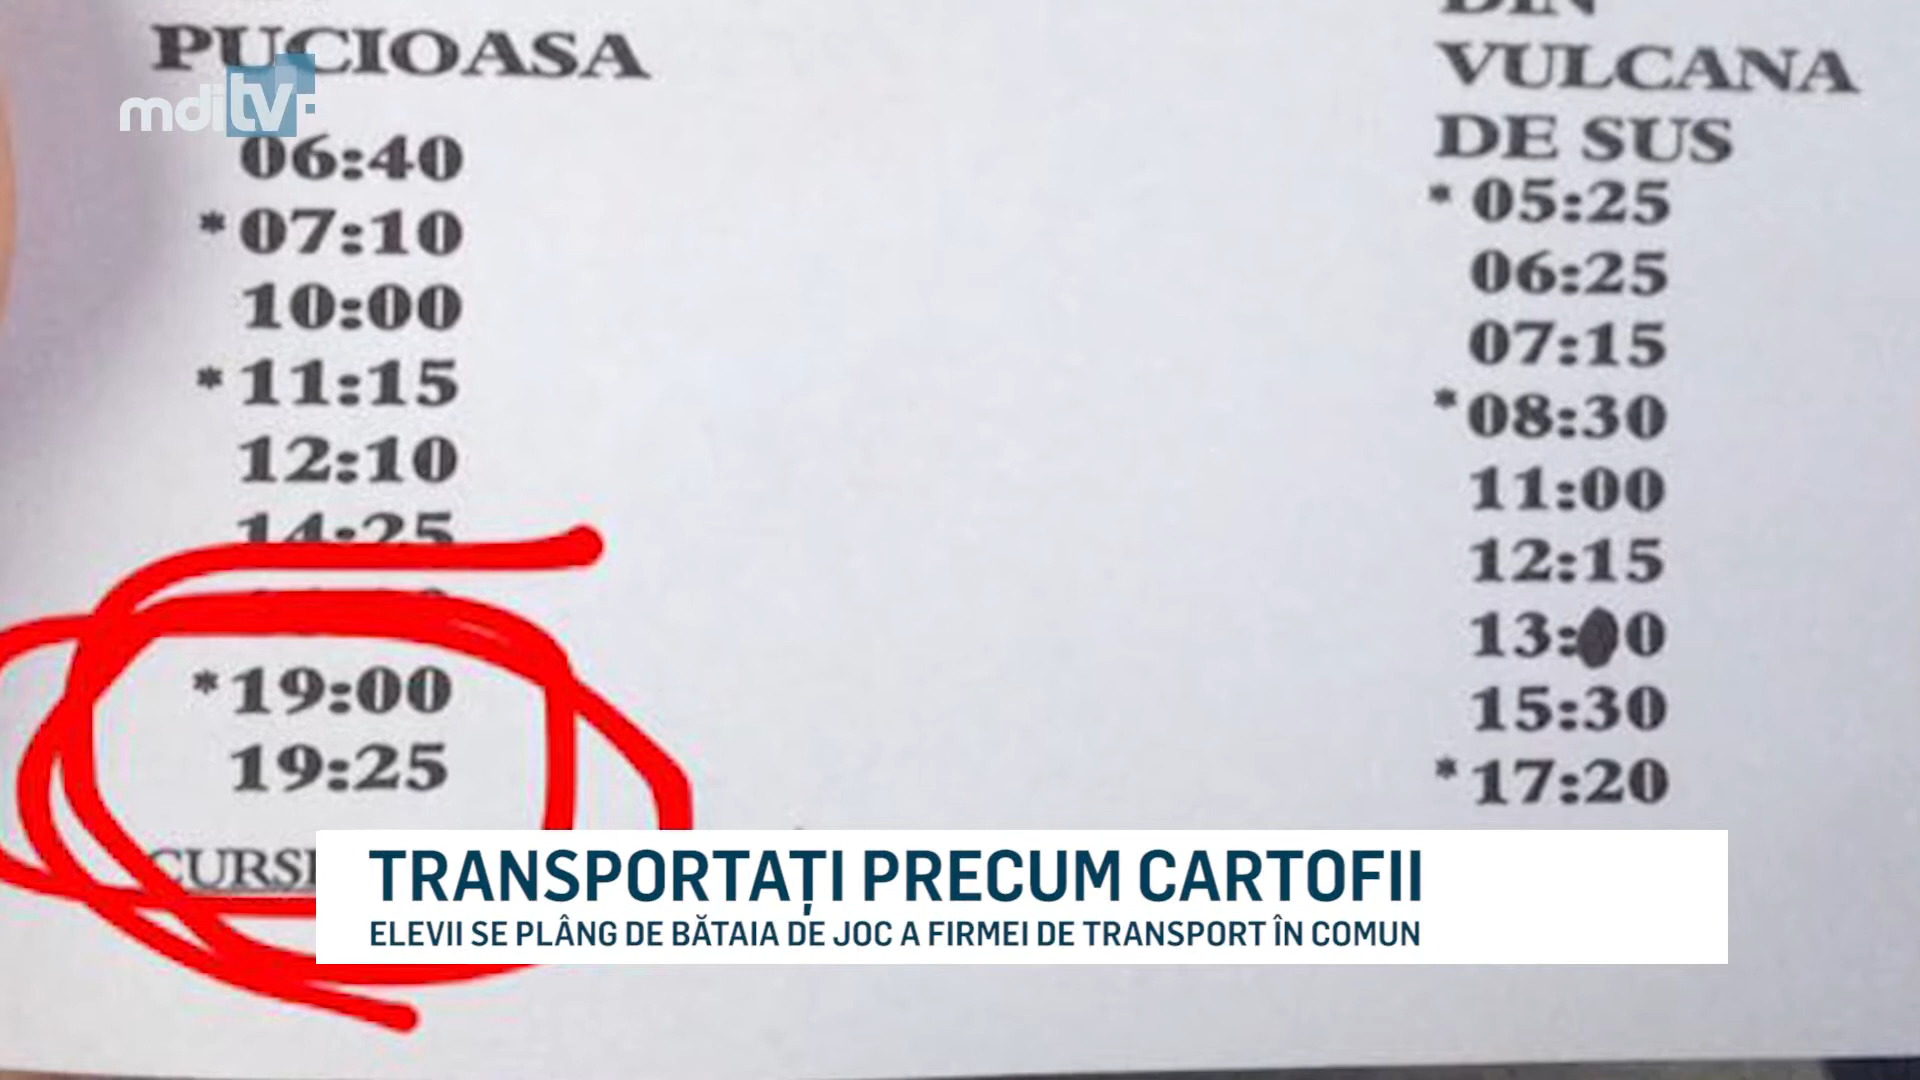 PUCIOASA
mditv
06:40
*07:10
10:00
*11:15
12:10
14:25
*19:00
19:25
DIN
VULCANA
DE SUS
*05:25
06:25
07:15
*08:30
11:00
12:15
13:00
15:30
*17:20
TRANSPORTAȚI PRECUM CARTOFII
ELEVII SE PLÂNG DE BĂTAIA DE JOC A FIRMEI DE TRANSPORT ÎN COMUN